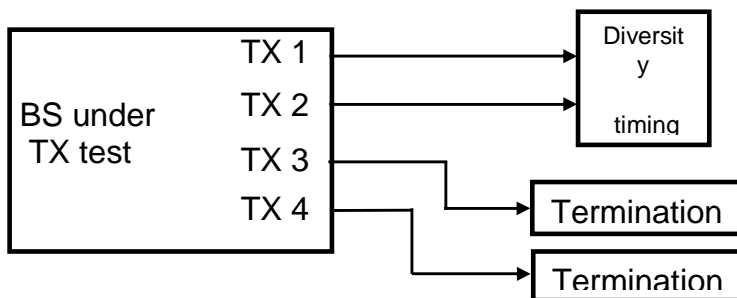 TX 1
TX 2
BS under
TX test
TX 3
TX 4
Diversit
y
timing
Termination
Termination